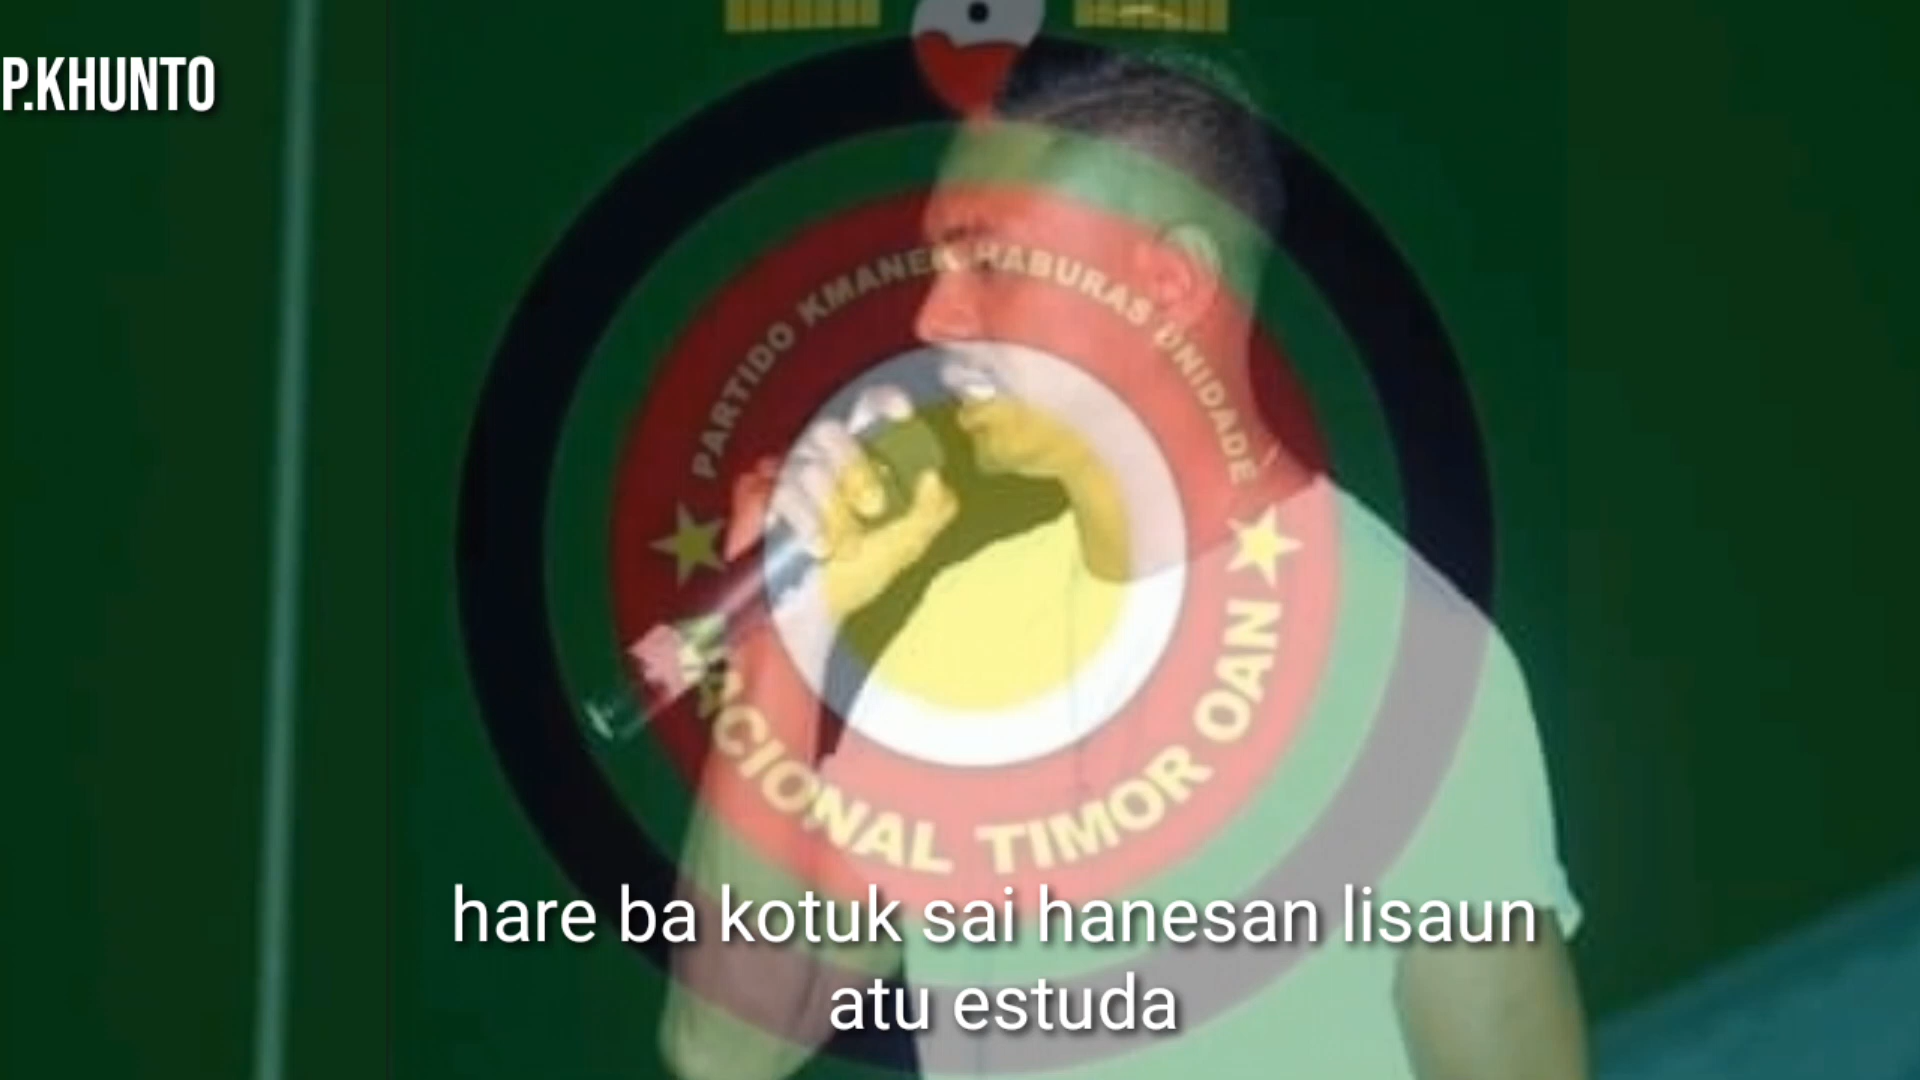 P.KHUNTO
PARTIDO KMANEK HABURAS UNIDADE
NACIONAL TIMOR OAN
hare ba kotuk sai hanesan lisaun
atu estuda